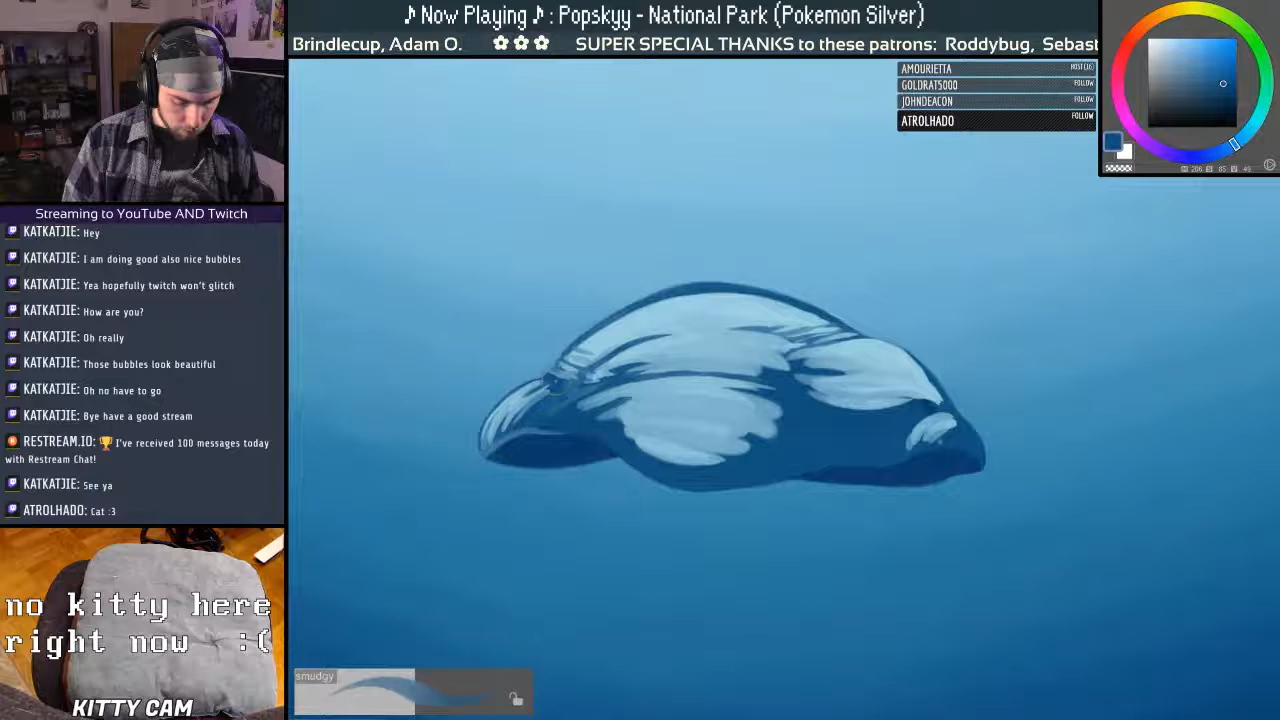 ♪ Now Playing ♪ : Popskyy - National Park (Pokemon Silver)
Brindlecup, Adam O. ✿ ✿ ✿ SUPER SPECIAL THANKS to these patrons: Roddybug, Sebast
AMOURIETTA HOST (16)
GOLDRAT5000 FOLLOW
JOHNDEACON FOLLOW
ATROLHADO FOLLOW
Streaming to YouTube AND Twitch
KATKATJIE: Hey
KATKATJIE: I am doing good also nice bubbles
KATKATJIE: Yea hopefully twitch won't glitch
KATKATJIE: How are you?
KATKATJIE: Oh really
KATKATJIE: Those bubbles look beautiful
KATKATJIE: Oh no have to go
KATKATJIE: Bye have a good stream
RESTREAM.IO: 🏆 I've received 100 messages today
with Restream Chat!
KATKATJIE: See ya
ATROLHADO: Cat :3
no kitty here
right now :(
KITTY CAM
smudgy